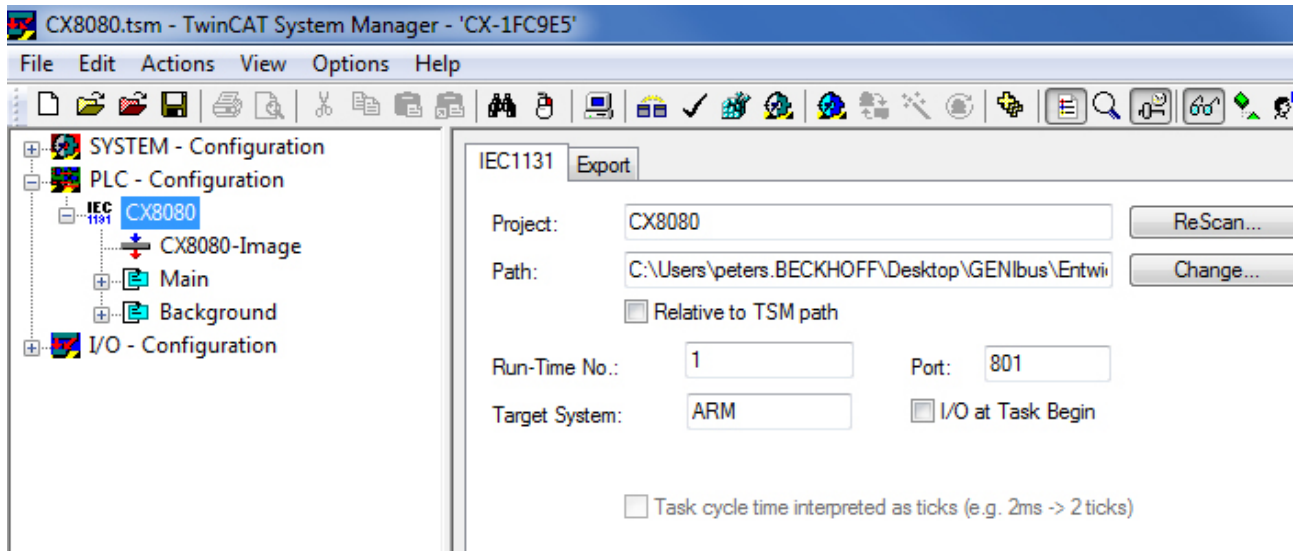 CX8080.tsm - TwinCAT System Manager - 'CX-1FC9E5'
File Edit Actions View Options Help
SYSTEM - Configuration
PLC - Configuration
IEC 1131 CX8080
CX8080-Image
Main
Background
I/O - Configuration
IEC1131 Export
Project: CX8080 ReScan...
Path: C:\Users\peters.BECKHOFF\Desktop\GENIbus\ Change...
Relative to TSM path
Run-Time No.: 1 Port: 801
Target System: ARM I/O at Task Begin
Task cycle time interpreted as ticks (e.g. 2ms -> 2 ticks)